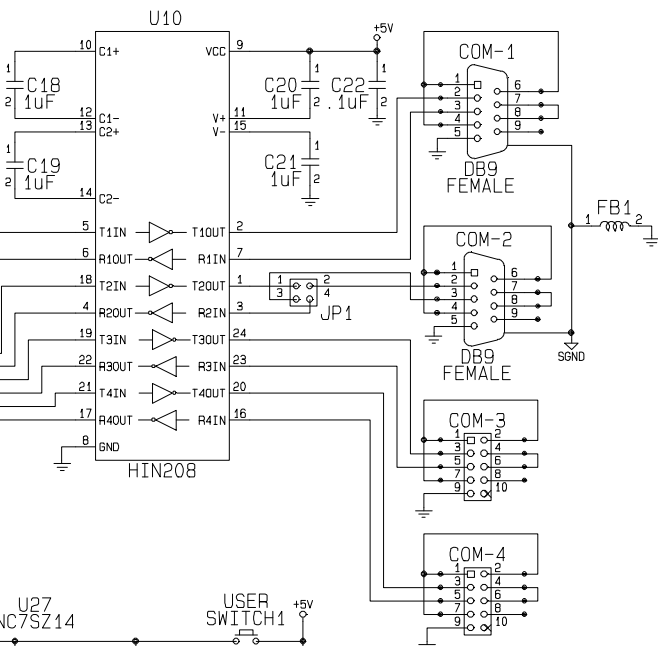 U10
+5V
10 C1+ VCC 9
1 C18 1uF 2
1 C20 1uF 2
1 C22 .1uF 2
12 C1- V+ 11
13 C2+ V- 15
1 C19 1uF 2
1 C21 1uF 2
14 C2-
5 T1IN T1OUT 2
6 R1OUT R1IN 7
18 T2IN T2OUT 1
4 R2OUT R2IN 3
19 T3IN T3OUT 24
22 R3OUT R3IN 23
21 T4IN T4OUT 20
17 R4OUT R4IN 16
8 GND
HIN208
1 2
3 4
JP1
COM-1
1 6
2 7
3 8
4 9
5
DB9
FEMALE
FB1
1 2
COM-2
1 6
2 7
3 8
4 9
5
DB9
FEMALE
SGND
COM-3
1 2
3 4
5 6
7 8
9 10
COM-4
1 2
3 4
5 6
7 8
9 10
U27
NC7SZ14
USER
SWITCH1
+5V